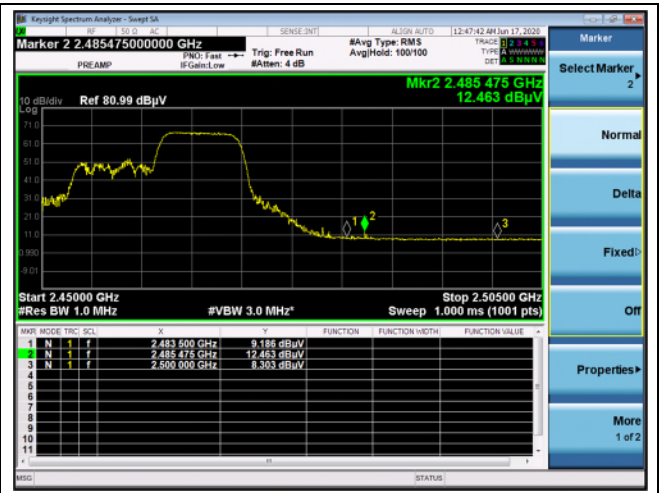 Keysight Spectrum Analyzer - Swept SA
RF 50 Ω AC SENSE:INT ALIGN AUTO 12:47:42 AM Jun 17, 2020
Marker 2 2.485475000000 GHz
PREAMP
PNO: Fast
IFGain:Low
Trig: Free Run
#Atten: 4 dB
#Avg Type: RMS
Avg|Hold: 100/100
TRACE 1 2 3 4 5 6
TYPE A WWWWW
DET A S N N N N
Mkr2 2.485 475 GHz
12.463 dBµV
10 dB/div Ref 80.99 dBµV
Log
71.0
61.0
51.0
41.0
31.0
21.0
11.0
0.990
-9.01
1
2
3
Start 2.45000 GHz Stop 2.50500 GHz
#Res BW 1.0 MHz #VBW 3.0 MHz* Sweep 1.000 ms (1001 pts)
MKR MODE TRC SCL X Y FUNCTION FUNCTION WIDTH FUNCTION VALUE
1 N 1 f 2.483 500 GHz 9.186 dBµV
2 N 1 f 2.485 475 GHz 12.463 dBµV
3 N 1 f 2.500 000 GHz 8.303 dBµV
4
5
6
7
8
9
10
11
MSG STATUS
Marker
Select Marker
2
Normal
Delta
Fixed
Off
Properties
More
1 of 2